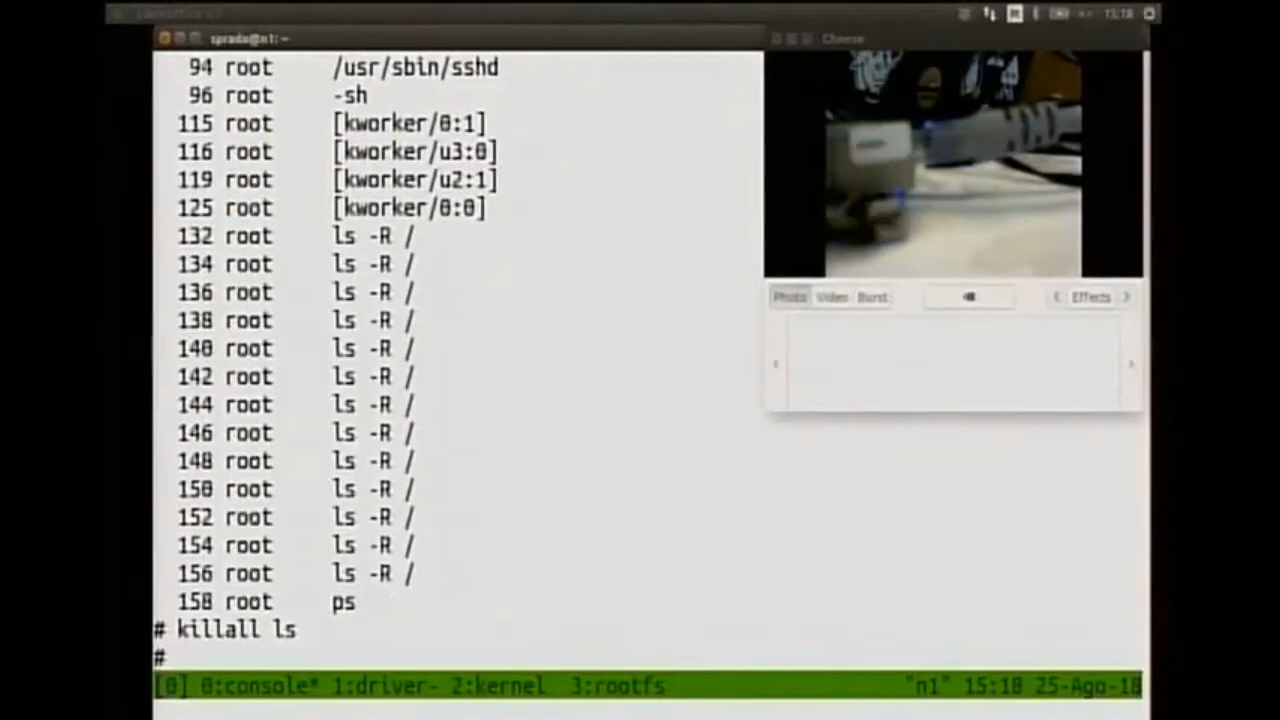 15:18
sprado@n1: ~
Cheese
94 root /usr/sbin/sshd
96 root -sh
115 root [kworker/0:1]
116 root [kworker/u3:0]
119 root [kworker/u2:1]
125 root [kworker/0:0]
132 root ls -R /
134 root ls -R /
136 root ls -R /
138 root ls -R /
140 root ls -R /
142 root ls -R /
144 root ls -R /
146 root ls -R /
148 root ls -R /
150 root ls -R /
152 root ls -R /
154 root ls -R /
156 root ls -R /
158 root ps
# killall ls
#
Photo Video Burst
Effects
[0] 0:console* 1:driver- 2:kernel 3:rootfs "n1" 15:18 25-Ago-18